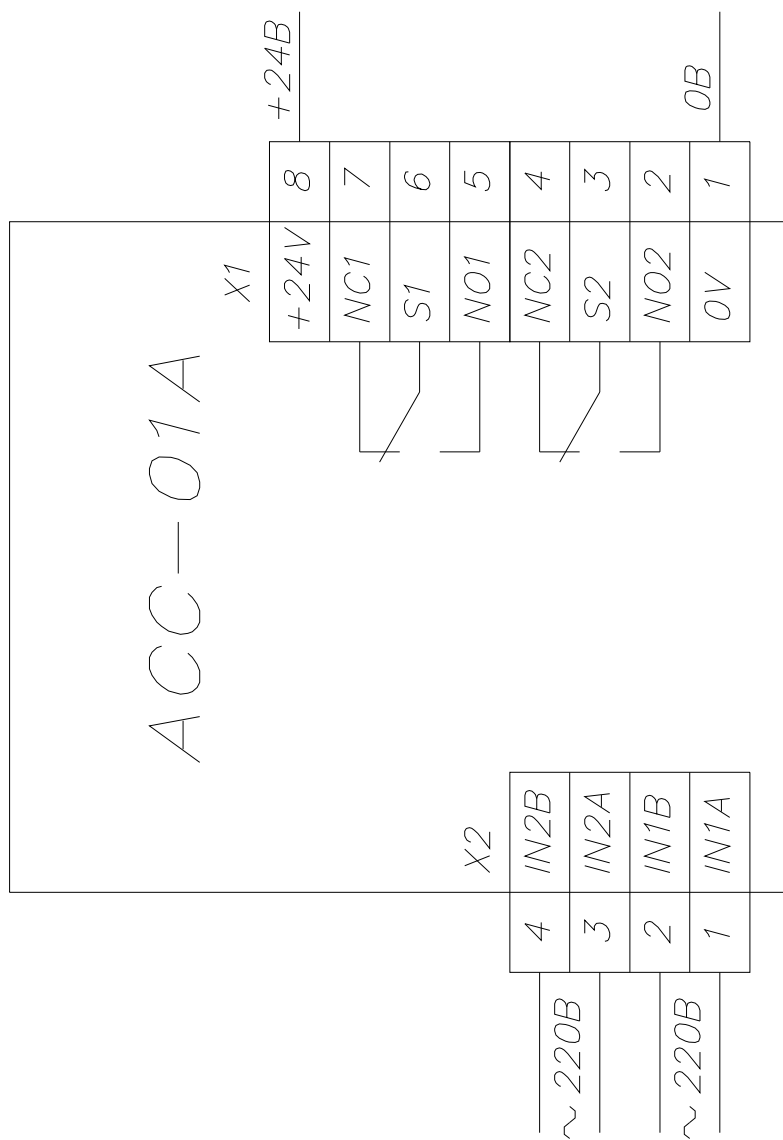 ACC-01A
X1
+24В
+24V 8
NC1 7
S1 6
X2
NO1 5
4 IN2B NC2 4
~220В
3 IN2A S2 3
2 IN1B NO2 2
~220В
0В
1 IN1A 0V 1